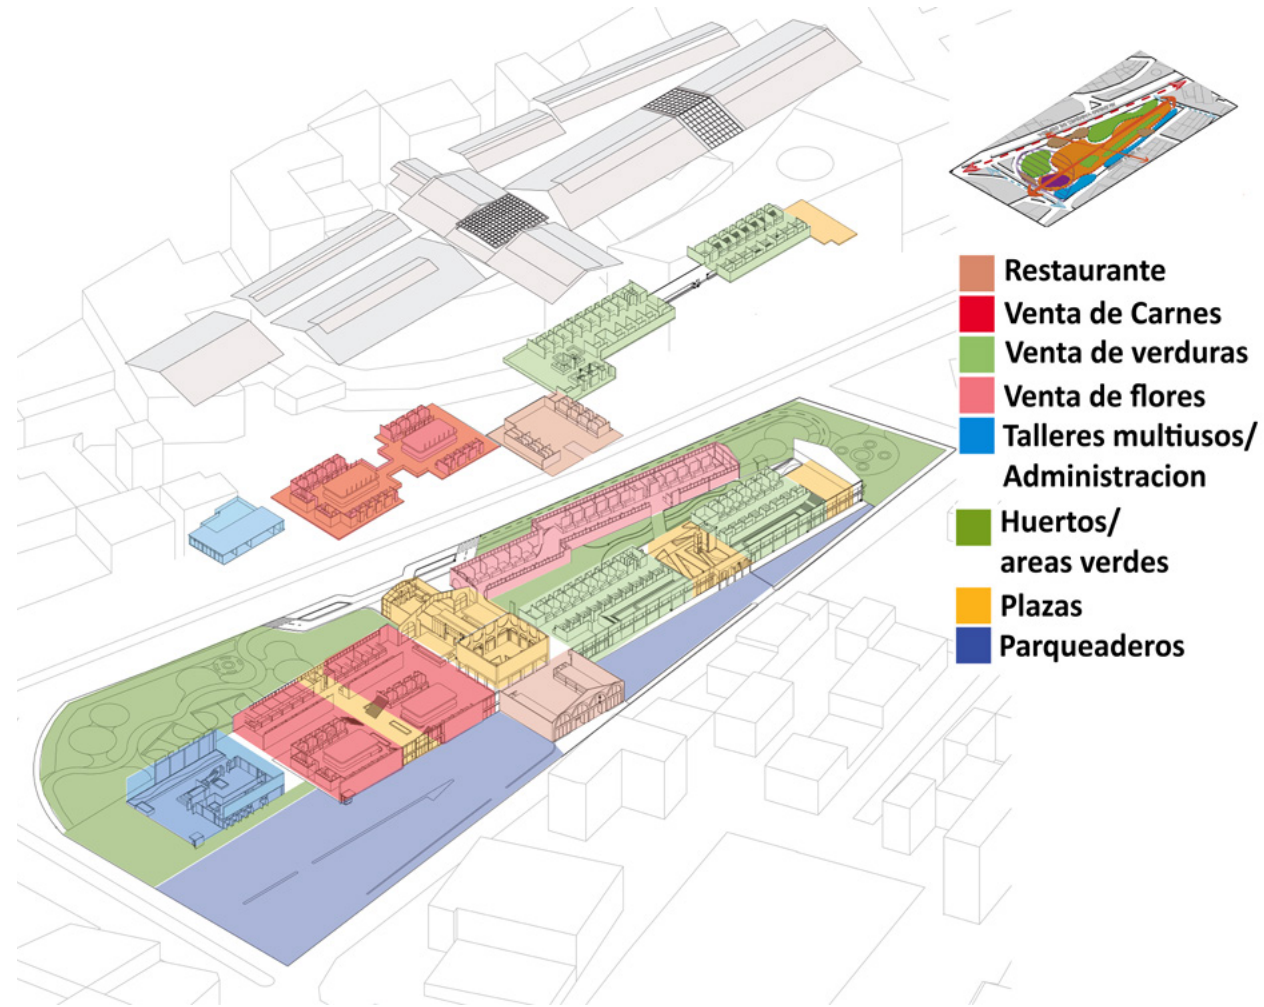 Restaurante
Venta de Carnes
Venta de verduras
Venta de flores
Talleres multiusos/
Administracion
Huertos/
areas verdes
Plazas
Parqueaderos